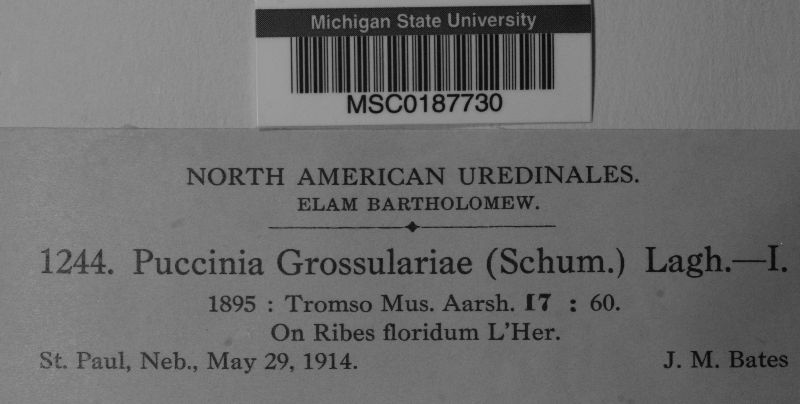 Michigan State University
MSC0187730
NORTH AMERICAN UREDINALES.
ELAM BARTHOLOMEW.
1244. Puccinia Grossulariae (Schum.) Lagh.—I.
1895 : Tromso Mus. Aarsh. 17 : 60.
On Ribes floridum L'Her.
St. Paul, Neb., May 29, 1914. J. M. Bates